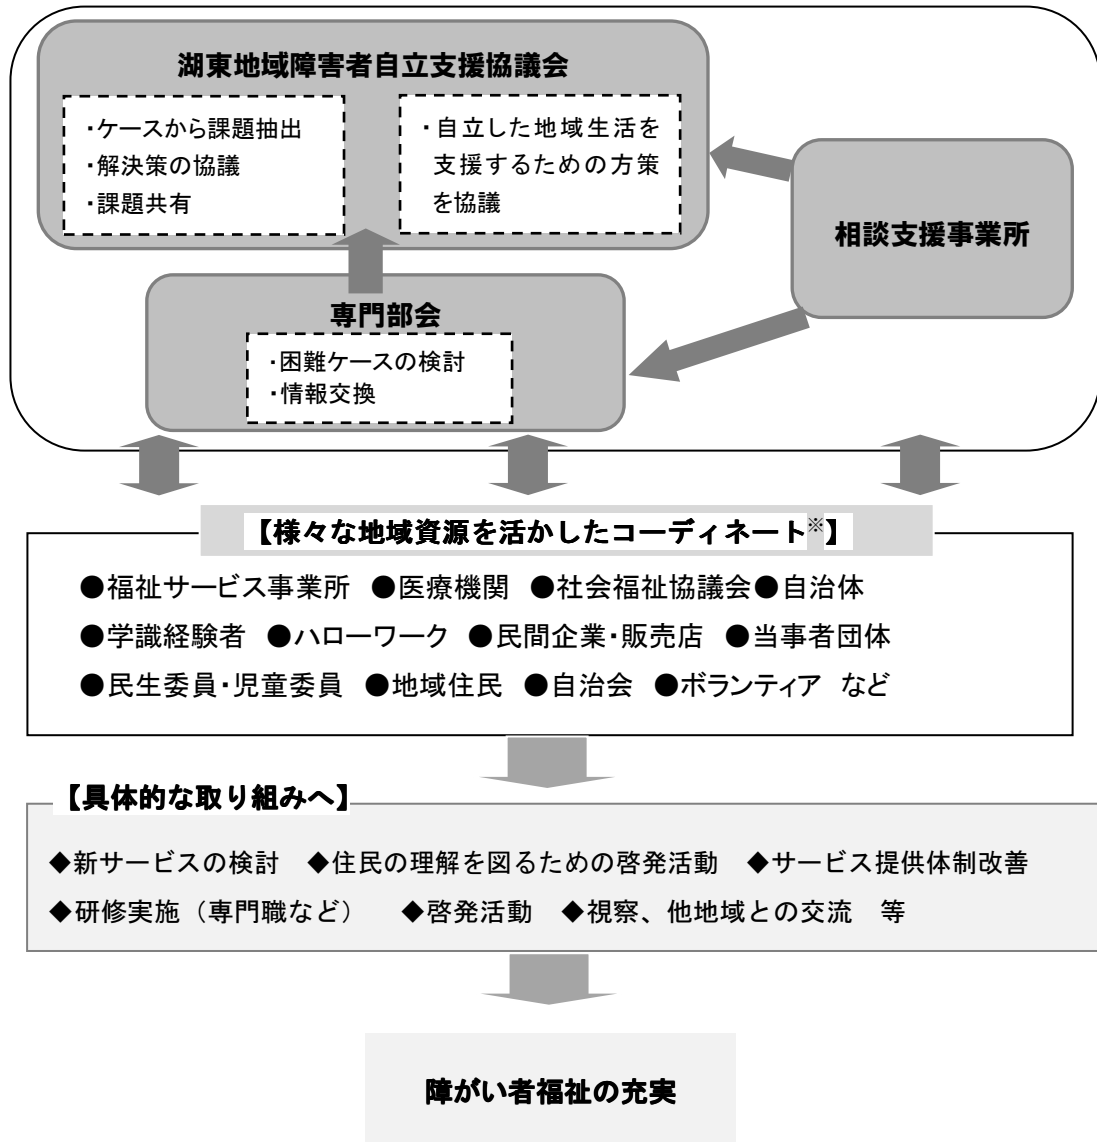 湖東地域障害者自立支援協議会
・ケースから課題抽出
・解決策の協議
・課題共有
・自立した地域生活を
支援するための方策
を協議
相談支援事業所
専門部会
・困難ケースの検討
・情報交換
【様々な地域資源を活かしたコーディネート※】
●福祉サービス事業所 ●医療機関 ●社会福祉協議会●自治体
●学識経験者 ●ハローワーク ●民間企業・販売店 ●当事者団体
●民生委員・児童委員 ●地域住民 ●自治会 ●ボランティア など
【具体的な取り組みへ】
◆新サービスの検討 ◆住民の理解を図るための啓発活動 ◆サービス提供体制改善
◆研修実施（専門職など） ◆啓発活動 ◆視察、他地域との交流 等
障がい者福祉の充実